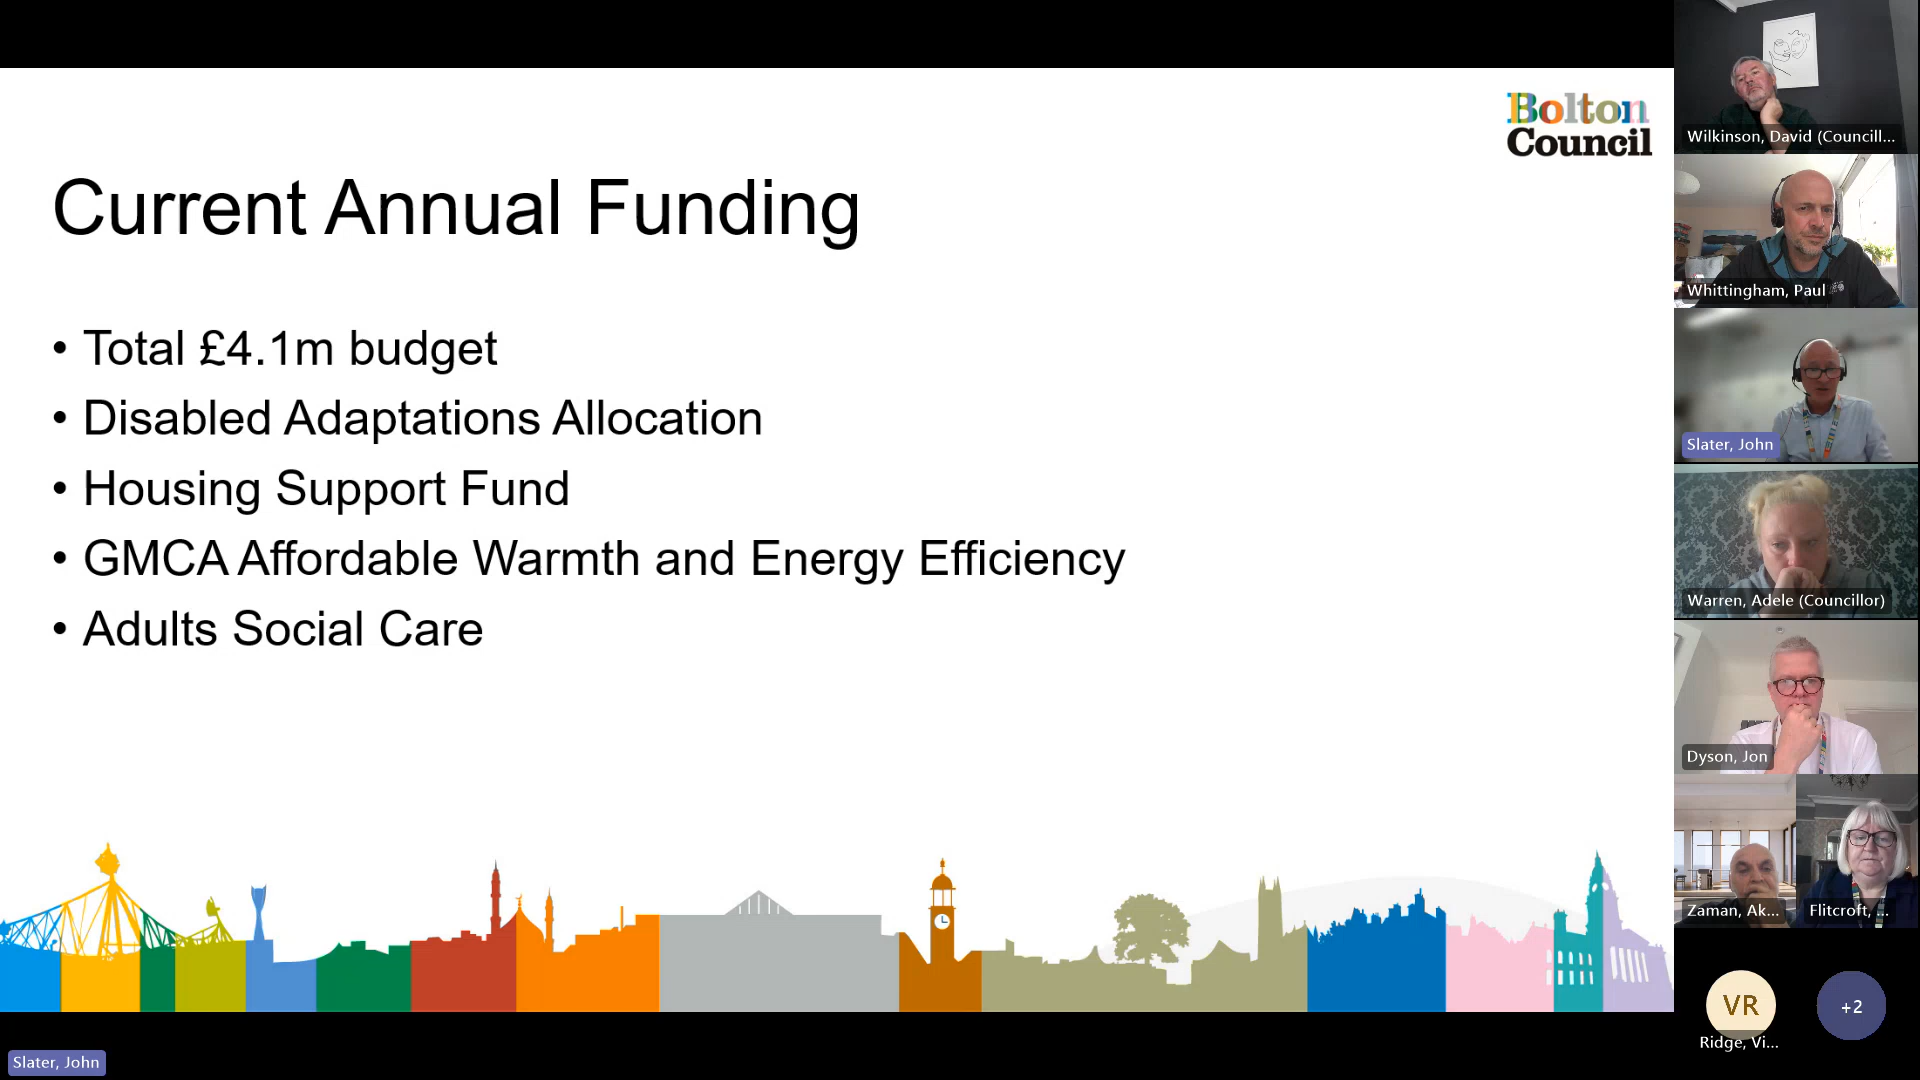 Bolton
Council
Current Annual Funding
• Total £4.1m budget
• Disabled Adaptations Allocation
• Housing Support Fund
• GMCA Affordable Warmth and Energy Efficiency
• Adults Social Care
Slater, John
Wilkinson, David (Councill...
Whittingham, Paul
Slater, John
Warren, Adele (Councillor)
Dyson, Jon
Zaman, Ak...
Flitcroft, ...
VR
Ridge, Vi...
+2